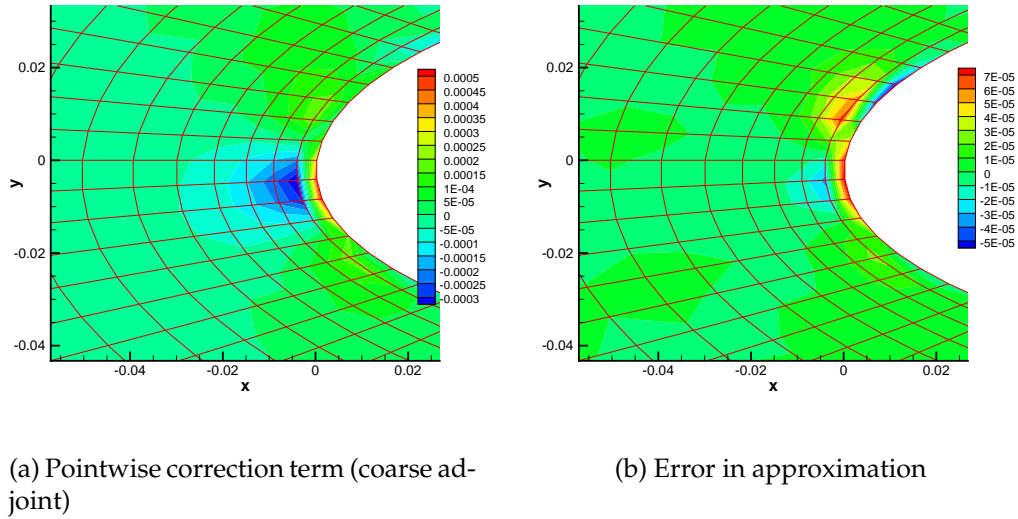 0.02
0
-0.02
-0.04
y
-0.04
-0.02
0
0.02
x
0.0005
0.00045
0.0004
0.00035
0.0003
0.00025
0.0002
0.00015
1E-04
5E-05
0
-5E-05
-0.0001
-0.00015
-0.0002
-0.00025
-0.0003
0.02
0
-0.02
-0.04
y
-0.04
-0.02
0
0.02
x
7E-05
6E-05
5E-05
4E-05
3E-05
2E-05
1E-05
0
-1E-05
-2E-05
-3E-05
-4E-05
-5E-05
(a) Pointwise correction term (coarse ad-
joint)
(b) Error in approximation